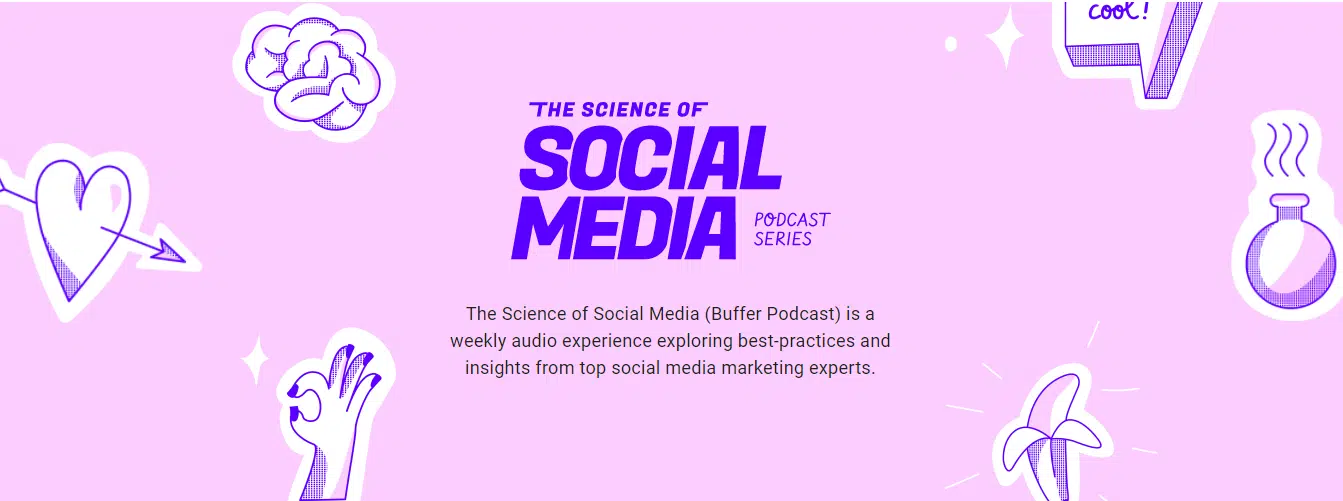 cool!
THE SCIENCE OF
SOCIAL
MEDIA
PODCAST
SERIES
The Science of Social Media (Buffer Podcast) is a
weekly audio experience exploring best-practices and
insights from top social media marketing experts.